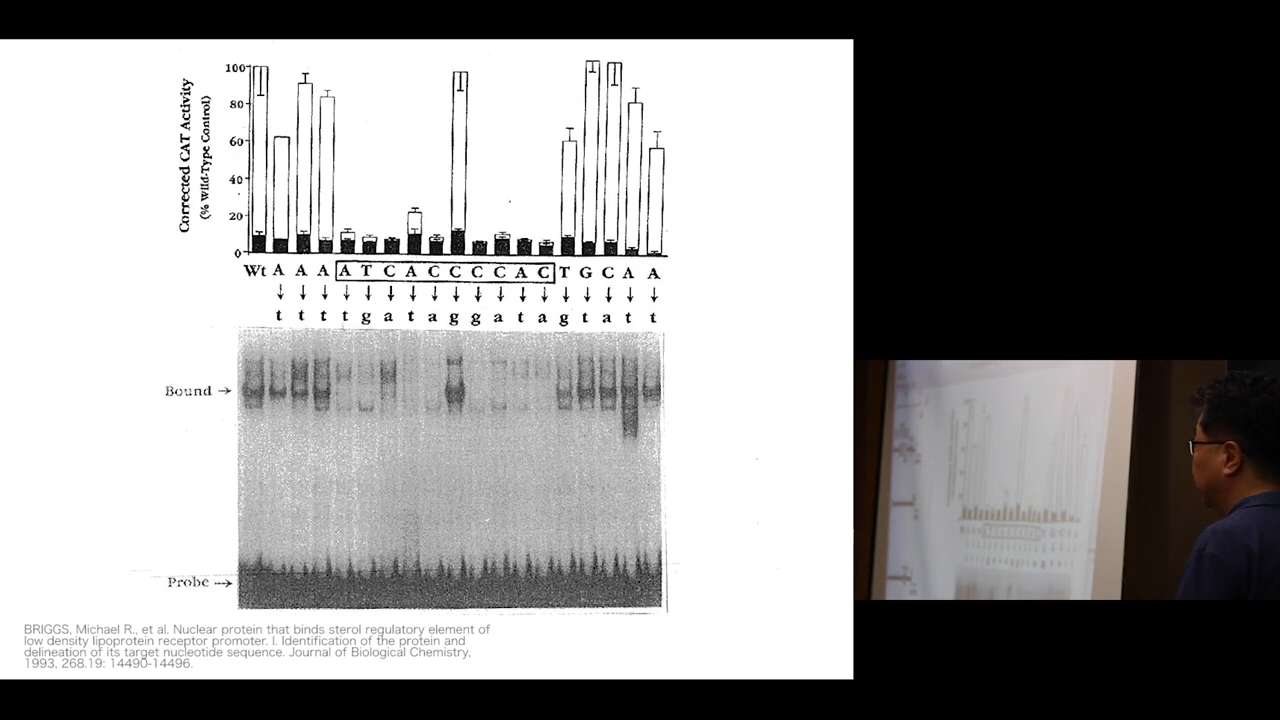 Corrected CAT Activity
(% Wild-Type Control)
100
80
60
40
20
0
Wt A A A A T C A C C C C A C T G C A A
t t t t g a t a g g a t a g t a t t
Bound →
Probe →
BRIGGS, Michael R., et al. Nuclear protein that binds sterol regulatory element of
low density lipoprotein receptor promoter. I. Identification of the protein and
delineation of its target nucleotide sequence. Journal of Biological Chemistry,
1993, 268.19: 14490-14496.